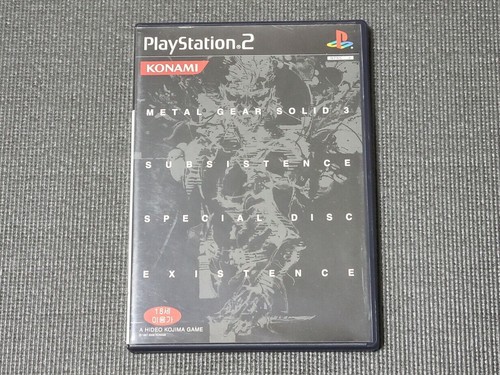 PlayStation®2
KONAMI
METAL GEAR SOLID 3
SUBSISTENCE
SPECIAL DISC
EXISTENCE
18세
이용가
A HIDEO KOJIMA GAME